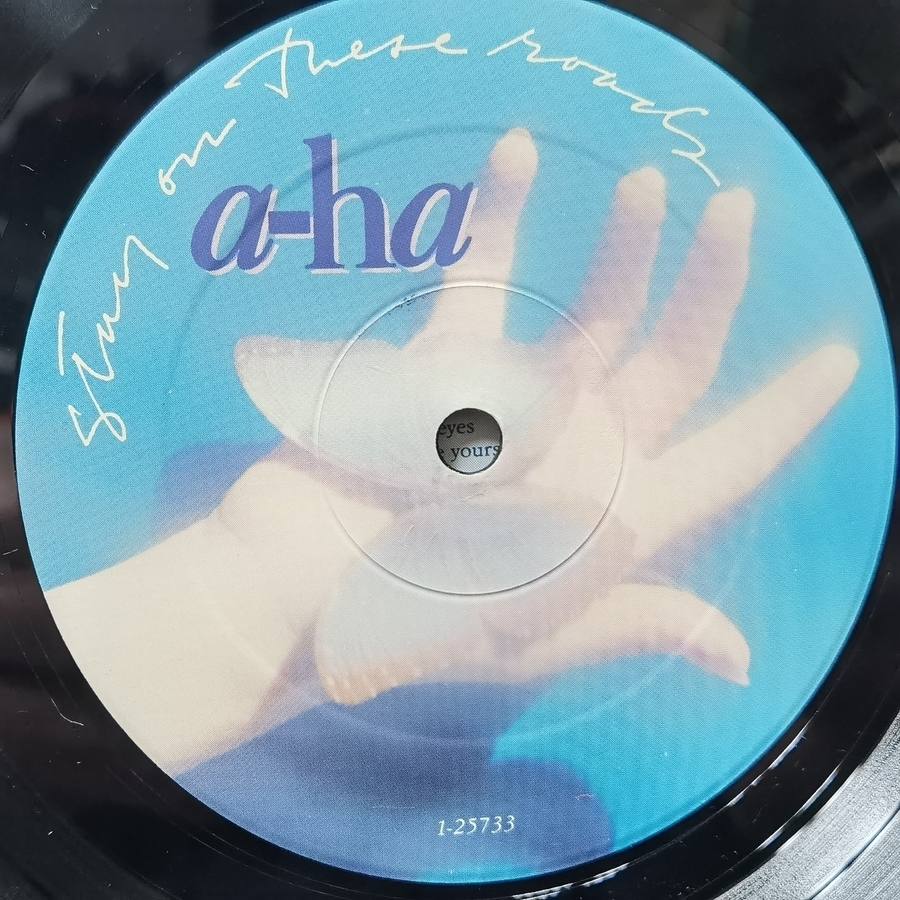 stay on these roads
a-ha
eyes
yours
1-25733